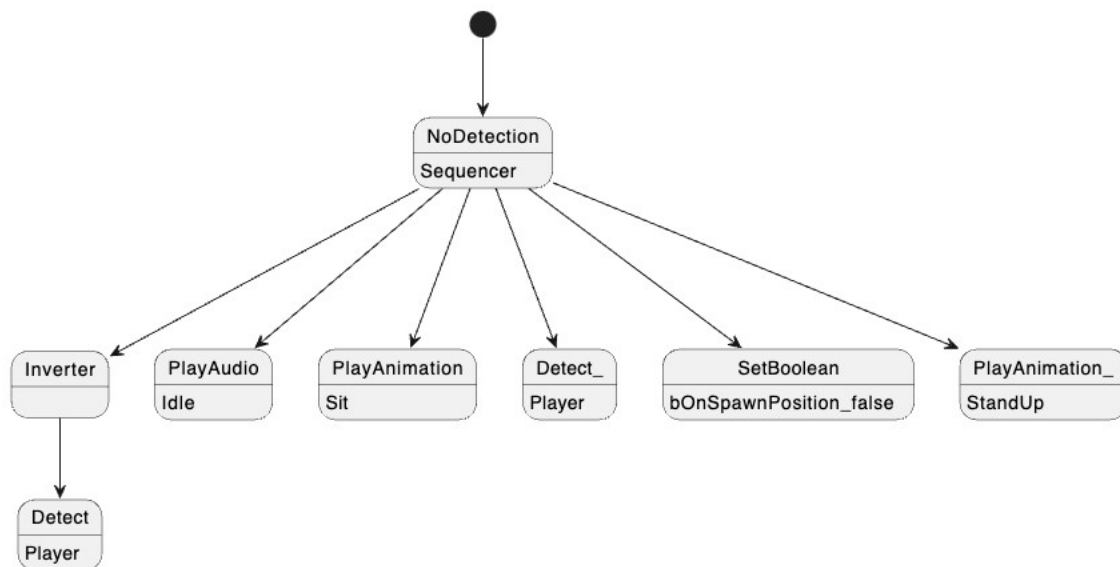 NoDetection
Sequencer
Inverter
PlayAudio
Idle
PlayAnimation
Sit
Detect_
Player
SetBoolean
bOnSpawnPosition_false
PlayAnimation_
StandUp
Detect
Player